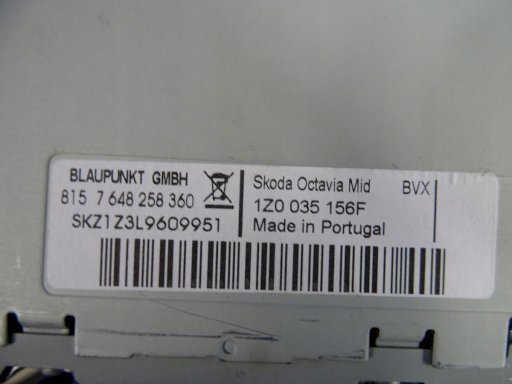 BLAUPUNKT GMBH
815 7 648 258 360
SKZ1Z3L9609951
Skoda Octavia Mid BVX
1Z0 035 156F
Made in Portugal